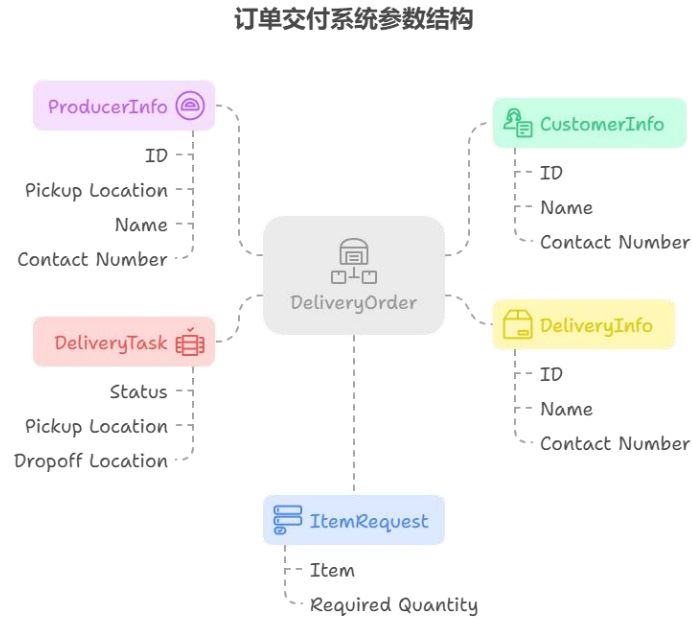 订单交付系统参数结构
ProducerInfo
ID
Pickup Location
Name
Contact Number
CustomerInfo
ID
Name
Contact Number
DeliveryOrder
DeliveryTask
Status
Pickup Location
Dropoff Location
DeliveryInfo
ID
Name
Contact Number
ItemRequest
Item
Required Quantity